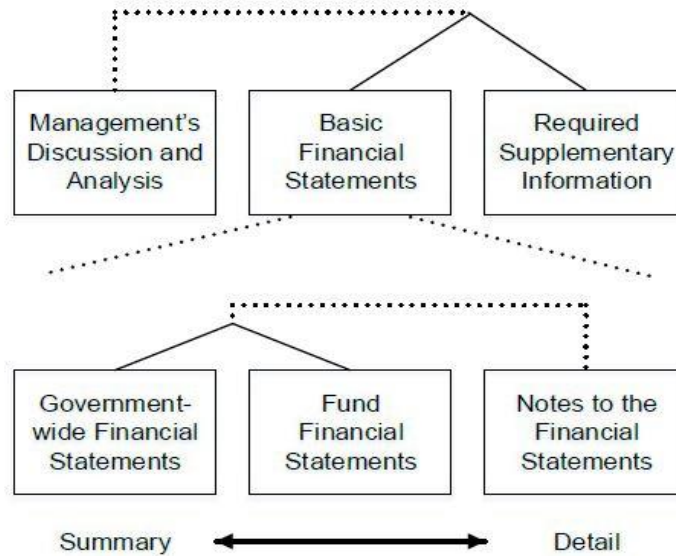 Management's
Discussion and
Analysis
Basic
Financial
Statements
Required
Supplementary
Information
Government-
wide Financial
Statements
Fund
Financial
Statements
Notes to the
Financial
Statements
Summary
Detail